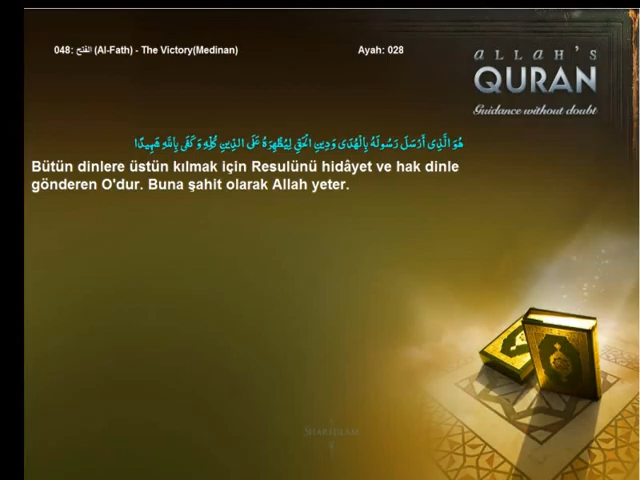 048: الفتح (Al-Fath) - The Victory(Medinan) Ayah: 028
ALLAH'S
QURAN
Guidance without doubt
هُوَ الَّذِى أَرْسَلَ رَسُولَهُ بِالْهُدَى وَدِينِ الْحَقِّ لِيُظْهِرَهُ عَلَى الدِّينِ كُلِّهِ وَكَفَى بِاللَّهِ شَهِيدًا
Bütün dinlere üstün kılmak için Resulünü hidâyet ve hak dinle
gönderen O'dur. Buna şahit olarak Allah yeter.
SHAREISLAM